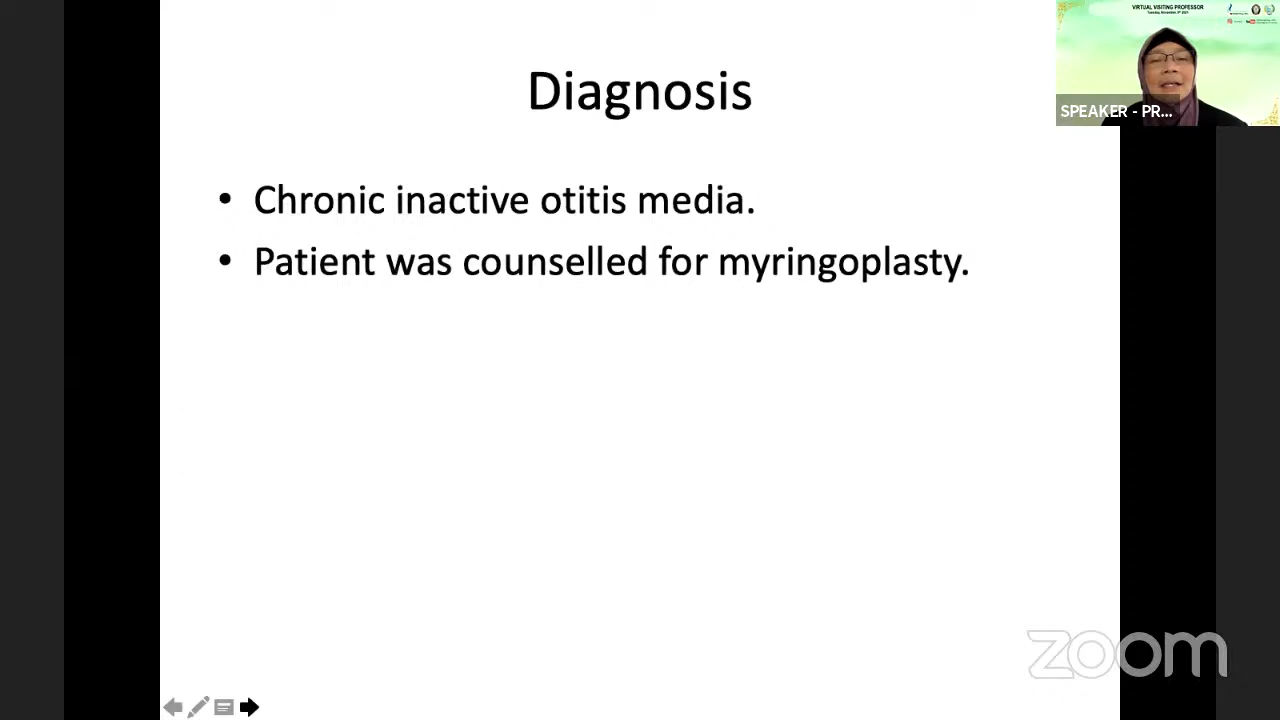 VIRTUAL VISITING PROFESSOR
Diagnosis
SPEAKER - PR...
• Chronic inactive otitis media.
• Patient was counselled for myringoplasty.
zoom